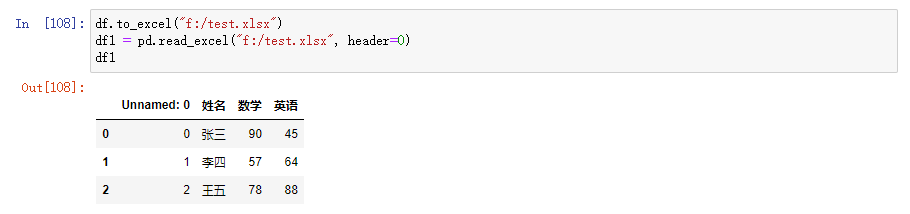 In [108]: df.to_excel("f:/test.xlsx")
df1 = pd.read_excel("f:/test.xlsx", header=0)
df1
Out[108]:
Unnamed: 0 姓名 数学 英语
0 0 张三 90 45
1 1 李四 57 64
2 2 王五 78 88